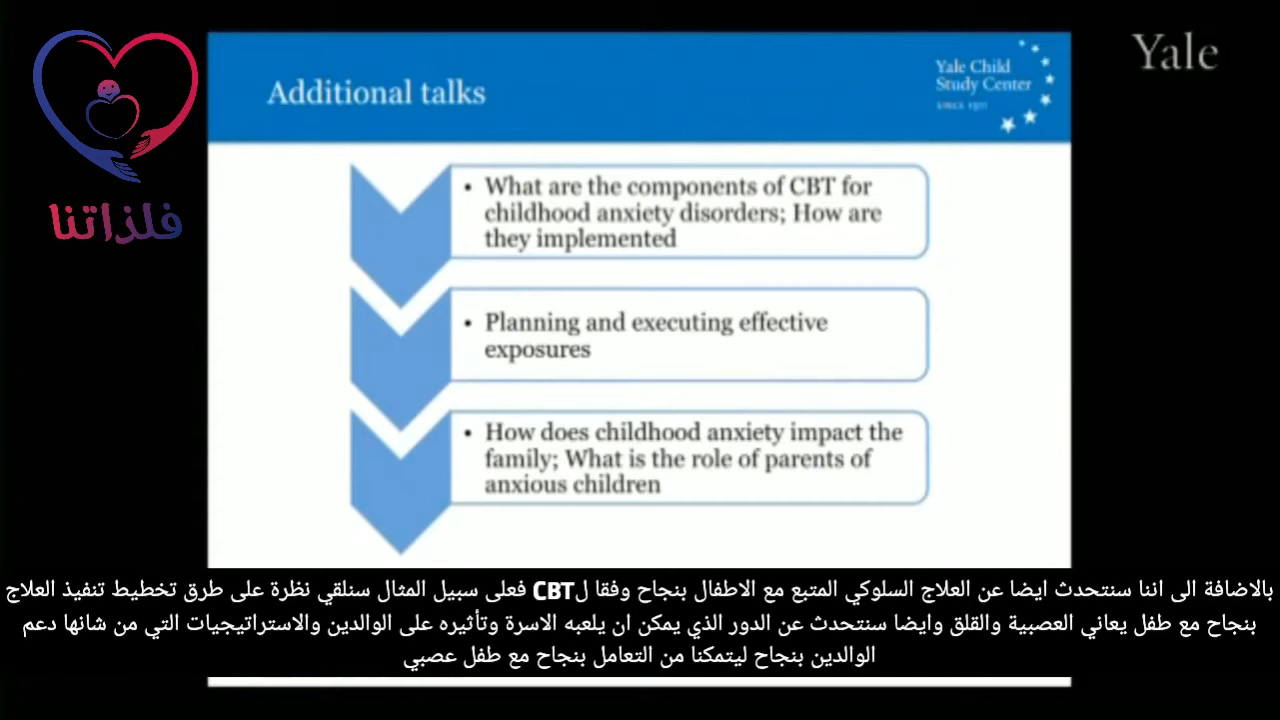 Yale
Additional talks
Yale Child
Study Center
SINCE 1911
فلذاتنا
• What are the components of CBT for
childhood anxiety disorders; How are
they implemented
• Planning and executing effective
exposures
• How does childhood anxiety impact the
family; What is the role of parents of
anxious children
بالاضافة الى اننا سنتحدث ايضا عن العلاج السلوكي المتبع مع الاطفال بنجاح وفقا لـCBT فعلى سبيل المثال سنلقي نظرة على طرق تخطيط تنفيذ العلاج
بنجاح مع طفل يعاني العصبية والقلق وايضا سنتحدث عن الدور الذي يمكن ان يلعبه الاسرة وتأثيره على الوالدين والاستراتيجيات التي من شانها دعم
الوالدين بنجاح ليتمكنا من التعامل بنجاح مع طفل عصبي